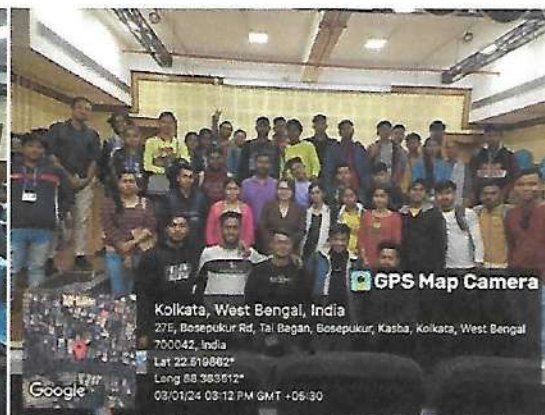 GPS Map Camera
Kolkata, West Bengal, India
27E, Bosepukur Rd, Tal Bagan, Bosepukur, Kasba, Kolkata, West Bengal
700042, India
Lat 22.519862°
Long 88.383512°
03/01/24 03:12 PM GMT +05:30
Google